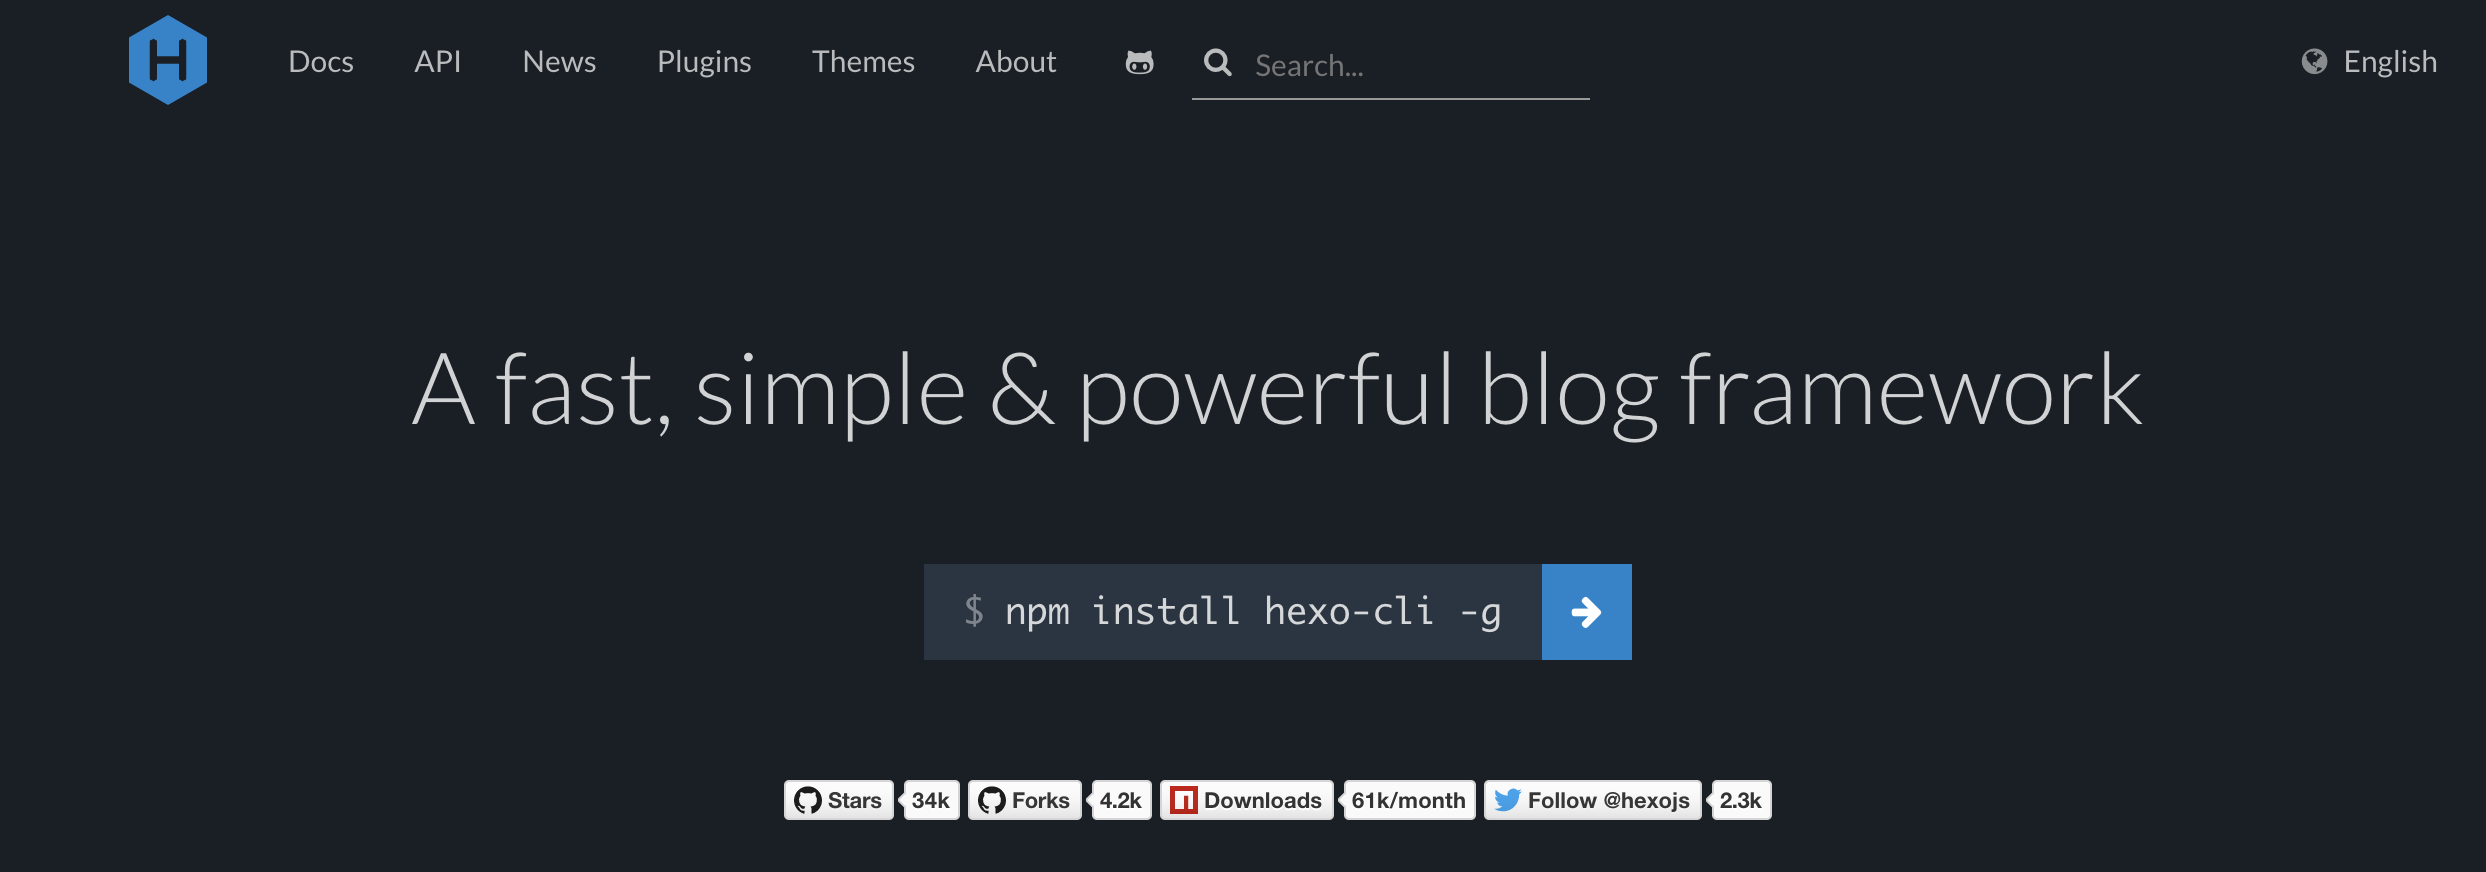 H
Docs API News Plugins Themes About Search... English
A fast, simple & powerful blog framework
$ npm install hexo-cli -g
Stars 34k Forks 4.2k Downloads 61k/month Follow @hexojs 2.3k